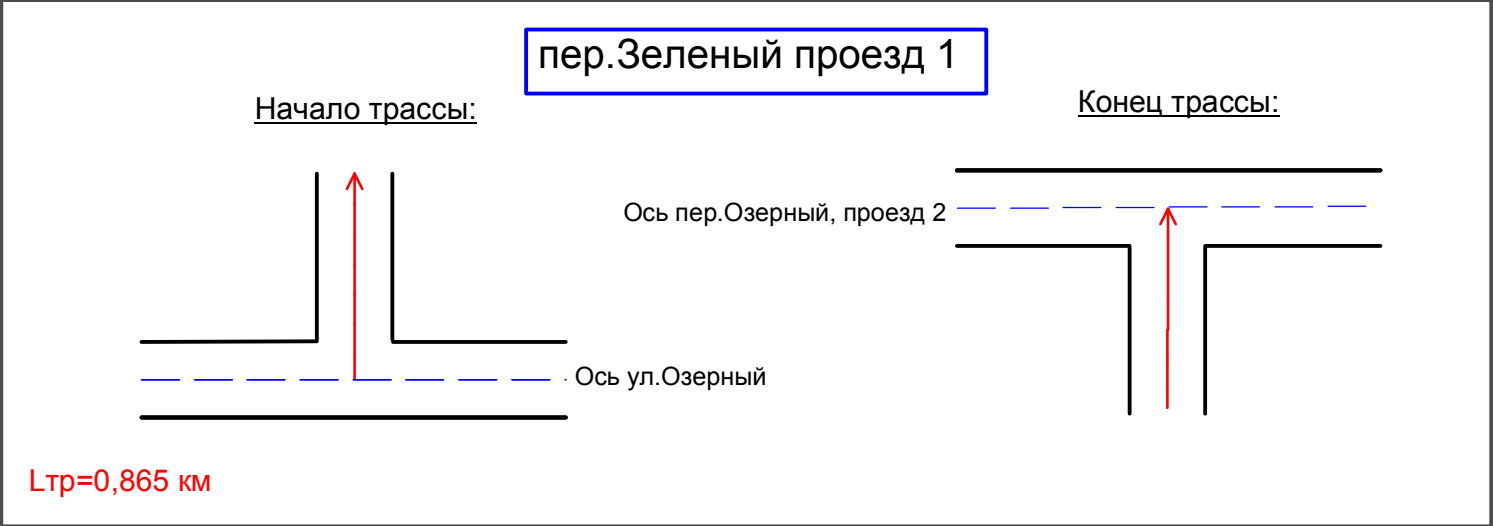 пер.Зеленый проезд 1
Начало трассы:
Конец трассы:
Ось пер.Озерный, проезд 2
Ось ул.Озерный
Lтр=0,865 км